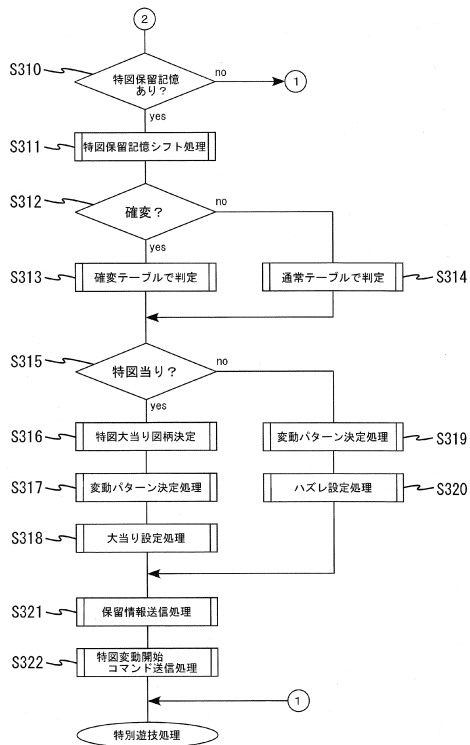 2
S310
特図保留記憶
あり？
no
1
yes
S311
特図保留記憶シフト処理
S312
確変？
no
yes
S313
確変テーブルで判定
通常テーブルで判定
S314
S315
特図当り？
no
yes
S316
特図大当り図柄決定
変動パターン決定処理
S319
S317
変動パターン決定処理
ハズレ設定処理
S320
S318
大当り設定処理
S321
保留情報送信処理
S322
特図変動開始
コマンド送信処理
1
特別遊技処理